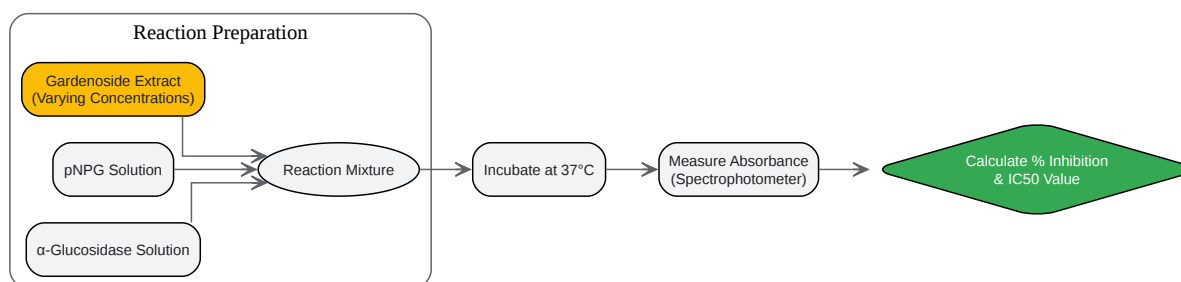 Reaction Preparation
Gardenoside Extract
(Varying Concentrations)
pNPG Solution
α-Glucosidase Solution
Reaction Mixture
Incubate at 37°C
Measure Absorbance
(Spectrophotometer)
Calculate % Inhibition
& IC50 Value